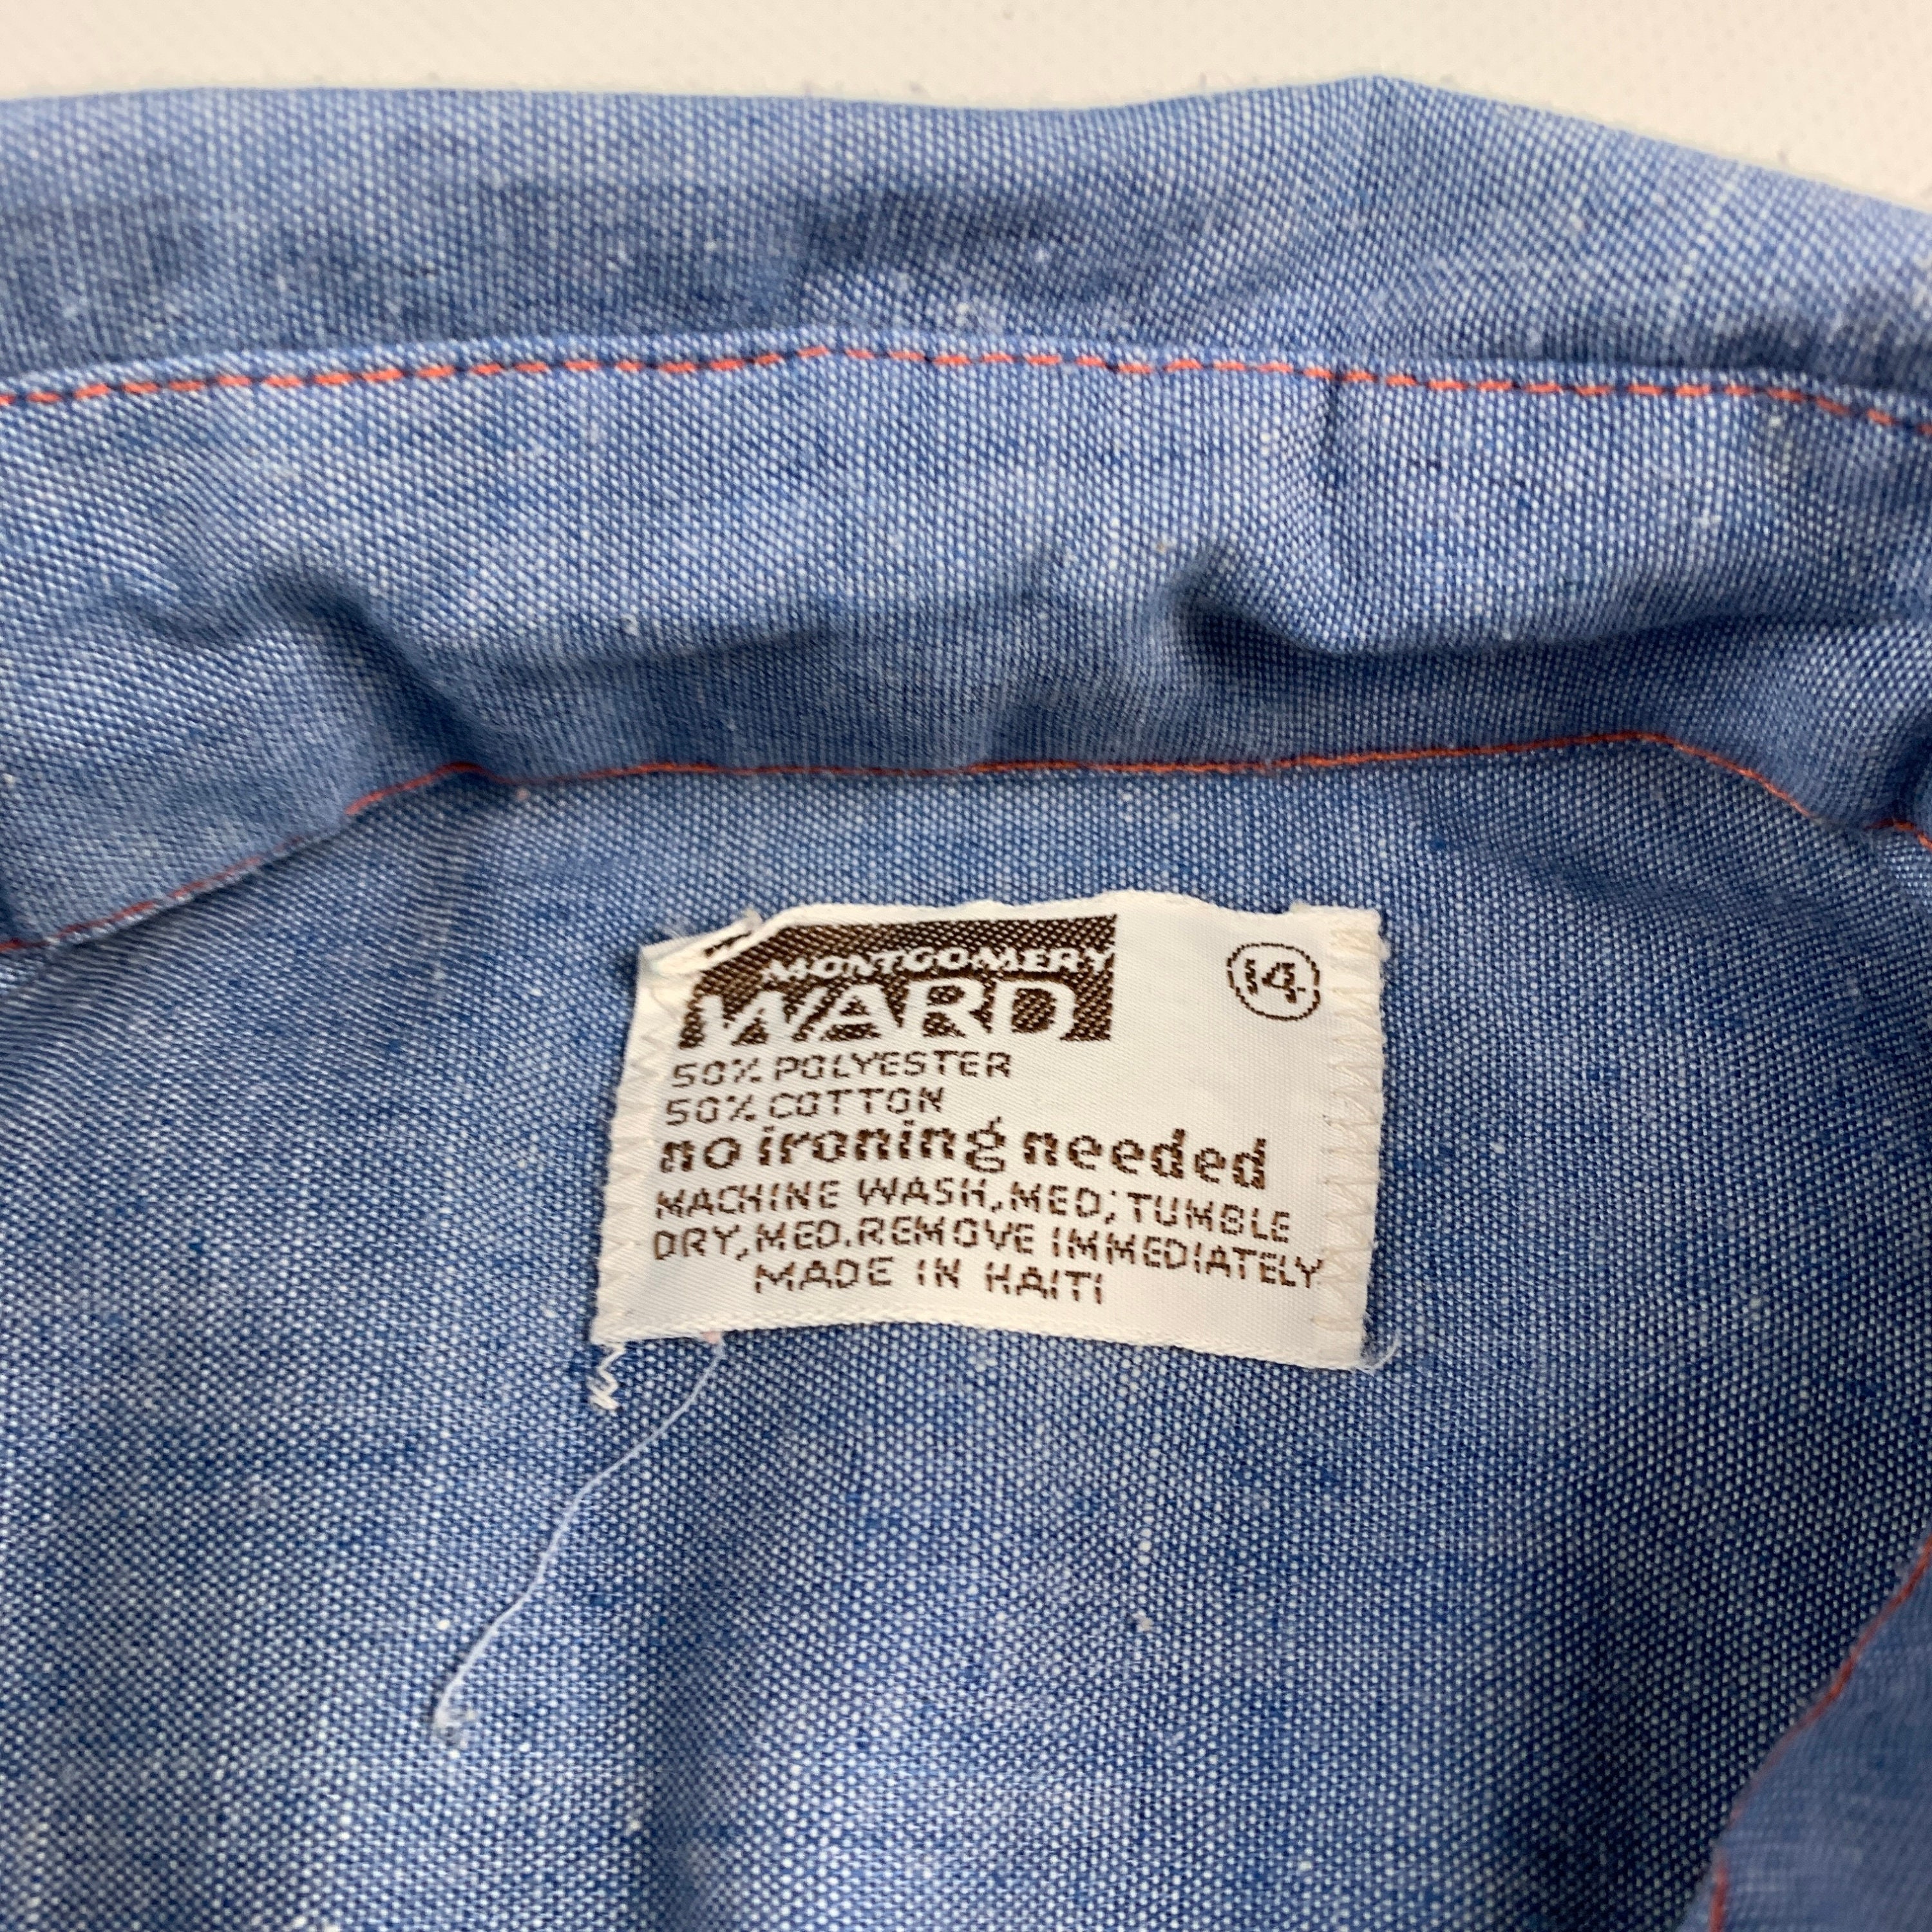 MONTGOMERY
WARD
14
50% POLYESTER
50% COTTON
no ironing needed
MACHINE WASH, MED; TUMBLE
DRY, MED. REMOVE IMMEDIATELY
MADE IN HAITI